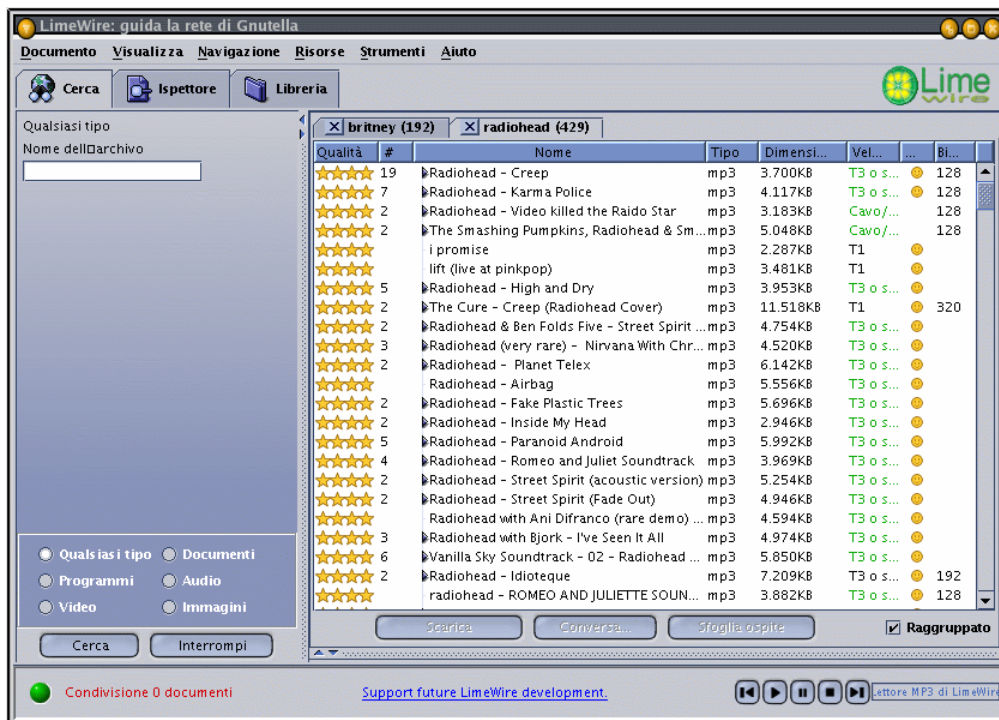 LimeWire: guida la rete di Gnutella
Documento Visualizza Navigazione Risorse Strumenti Aiuto
Cerca Ispettore Libreria
Lime
wire
Qualsiasi tipo
Nome dell□archivo
britney (192) radiohead (429)
Qualità # Nome Tipo Dimensi... Vel... ... Bi...
19 Radiohead - Creep mp3 3.700KB T3 o s... 128
7 Radiohead - Karma Police mp3 4.117KB T3 o s... 128
2 Radiohead - Video killed the Raido Star mp3 3.183KB Cavo/... 128
2 The Smashing Pumpkins, Radiohead & Sm... mp3 5.048KB Cavo/... 128
i promise mp3 2.287KB T1
lift (live at pinkpop) mp3 3.481KB T1
5 Radiohead - High and Dry mp3 3.953KB T3 o s...
2 The Cure - Creep (Radiohead Cover) mp3 11.518KB T1 320
2 Radiohead & Ben Folds Five - Street Spirit ... mp3 4.754KB T3 o s...
3 Radiohead (very rare) - Nirvana With Chr... mp3 4.520KB T3 o s...
2 Radiohead - Planet Telex mp3 6.142KB T3 o s...
Radiohead - Airbag mp3 5.556KB T3 o s...
2 Radiohead - Fake Plastic Trees mp3 5.696KB T3 o s...
2 Radiohead - Inside My Head mp3 2.946KB T3 o s...
5 Radiohead - Paranoid Android mp3 5.992KB T3 o s...
4 Radiohead - Romeo and Juliet Soundtrack mp3 3.969KB T3 o s...
2 Radiohead - Street Spirit (acoustic version) mp3 5.254KB T3 o s...
2 Radiohead - Street Spirit (Fade Out) mp3 4.946KB T3 o s...
Radiohead with Ani Difranco (rare demo) ... mp3 4.594KB T3 o s...
3 Radiohead with Bjork - I've Seen It All mp3 4.974KB T3 o s...
6 Vanilla Sky Soundtrack - 02 - Radiohead ... mp3 5.850KB T3 o s...
2 Radiohead - Idioteque mp3 7.209KB T3 o s... 192
radiohead - ROMEO AND JULIETTE SOUN... mp3 3.882KB T3 o s... 128
Qualsiasi tipo Documenti
Programmi Audio
Video Immagini
Cerca Interrompi
Scarica Conversa... Sfoglia ospite Raggruppato
Condivisione 0 documenti Support future LimeWire development. Lettore MP3 di LimeWire